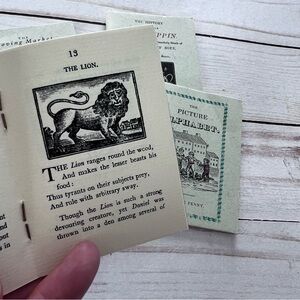 13
THE LION.
THE Lion ranges round the wood,
And makes the lesser beasts his
food:
Thus tyrants on their subjects prey,
And rule with arbitrary sway.
Though the Lion is such a strong
devouring creature, yet Daniel was
thrown into a den among several of
THE HISTORY
THE
PICTURE
ALPHABET.
PENNY.